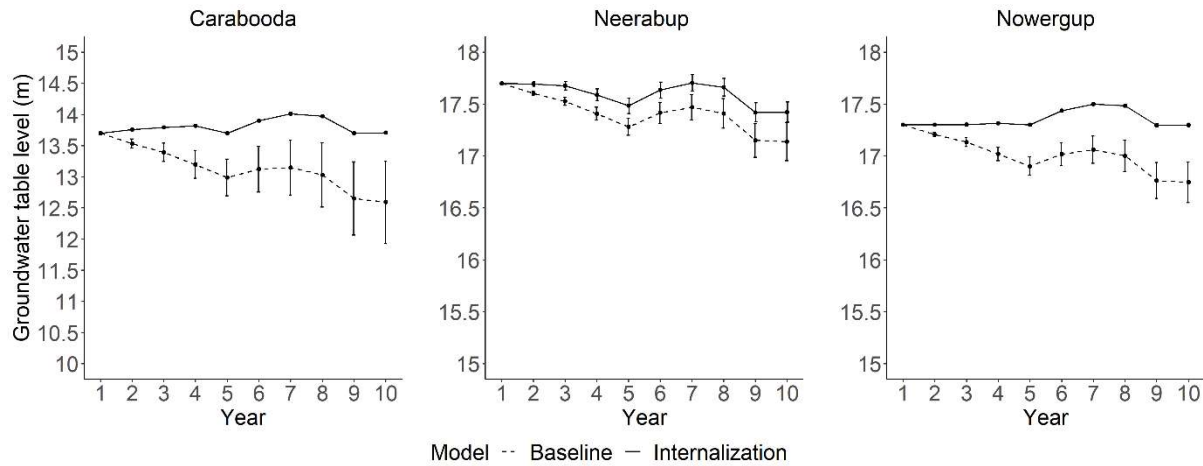 Carabooda
Neerabup
Nowergup
Groundwater table level (m)
15
14.5
14
13.5
13
12.5
12
11.5
11
10.5
10
1 2 3 4 5 6 7 8 9 10
Year
18
17.5
17
16.5
16
15.5
15
1 2 3 4 5 6 7 8 9 10
Year
18
17.5
17
16.5
16
15.5
15
1 2 3 4 5 6 7 8 9 10
Year
Model Baseline Internalization